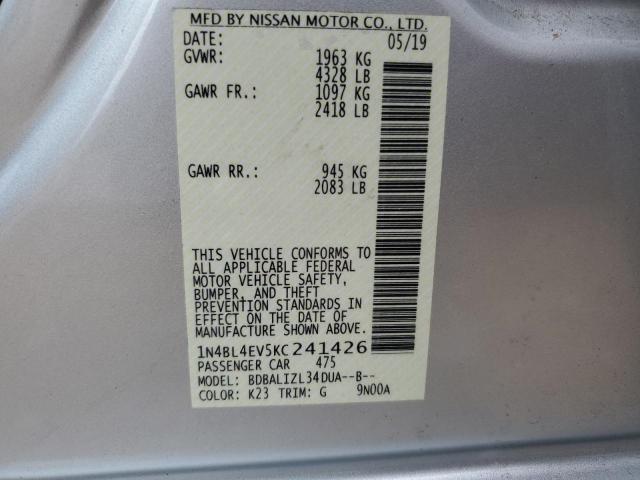 MFD BY NISSAN MOTOR CO., LTD.
DATE: 05/19
GVWR: 1963 KG
4328 LB
GAWR FR.: 1097 KG
2418 LB
GAWR RR.: 945 KG
2083 LB
THIS VEHICLE CONFORMS TO
ALL APPLICABLE FEDERAL
MOTOR VEHICLE SAFETY,
BUMPER, AND THEFT
PREVENTION STANDARDS IN
EFFECT ON THE DATE OF
MANUFACTURE SHOWN ABOVE.
1N4BL4EV5KC241426
PASSENGER CAR 475
MODEL: BDBALIZL34DUA--B--
COLOR: K23 TRIM: G 9N00A